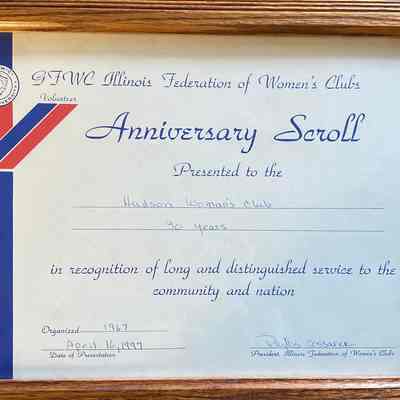 GFWC Illinois Federation of Women's Clubs
Volunteer
Anniversary Scroll
Presented to the
Hudson Woman's Club
90 years
in recognition of long and distinguished service to the
community and nation
Organized 1967
April 16, 1997
Date of Presentation
President, Illinois Federation of Women's Clubs